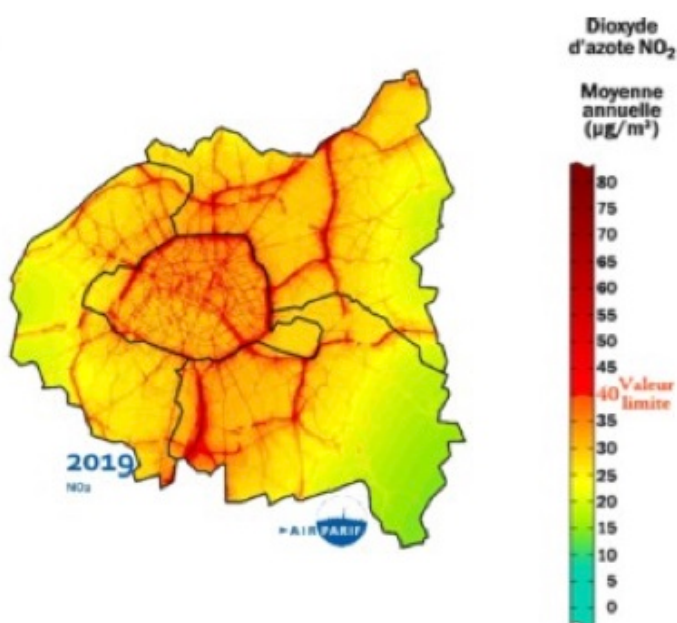 Dioxyde
d'azote NO₂
Moyenne
annuelle
(µg/m³)
80
75
70
65
60
55
50
45
40 Valeur
limite
35
30
25
20
15
10
5
0
2019
NO₂
AIRPARIF